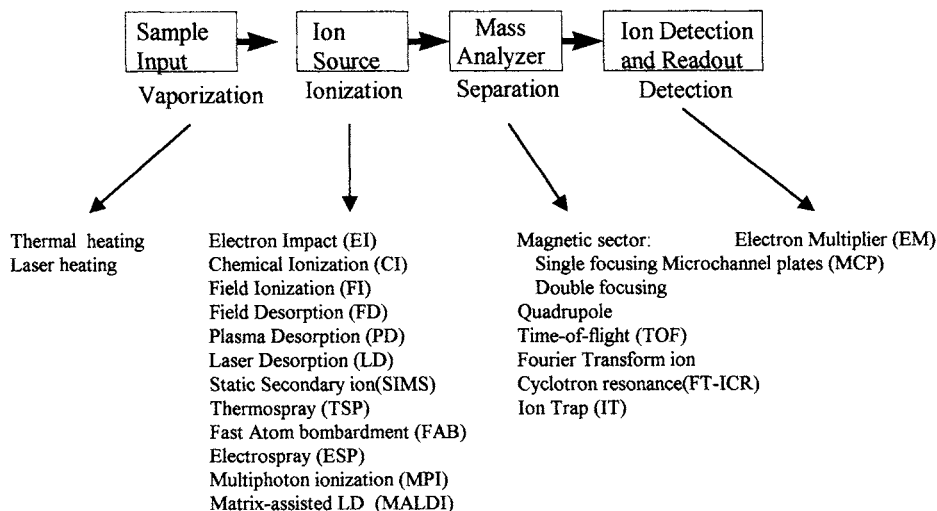 Sample
Input
Ion
Source
Mass
Analyzer
Ion Detection
and Readout
Vaporization
Ionization
Separation
Detection
Thermal heating
Laser heating
Electron Impact (EI)
Chemical Ionization (CI)
Field Ionization (FI)
Field Desorption (FD)
Plasma Desorption (PD)
Laser Desorption (LD)
Static Secondary ion(SIMS)
Thermospray (TSP)
Fast Atom bombardment (FAB)
Electrospray (ESP)
Multiphoton ionization (MPI)
Matrix-assisted LD (MALDI)
Magnetic sector:
Single focusing
Double focusing
Quadrupole
Time-of-flight (TOF)
Fourier Transform ion
Cyclotron resonance(FT-ICR)
Ion Trap (IT)
Electron Multiplier (EM)
Microchannel plates (MCP)